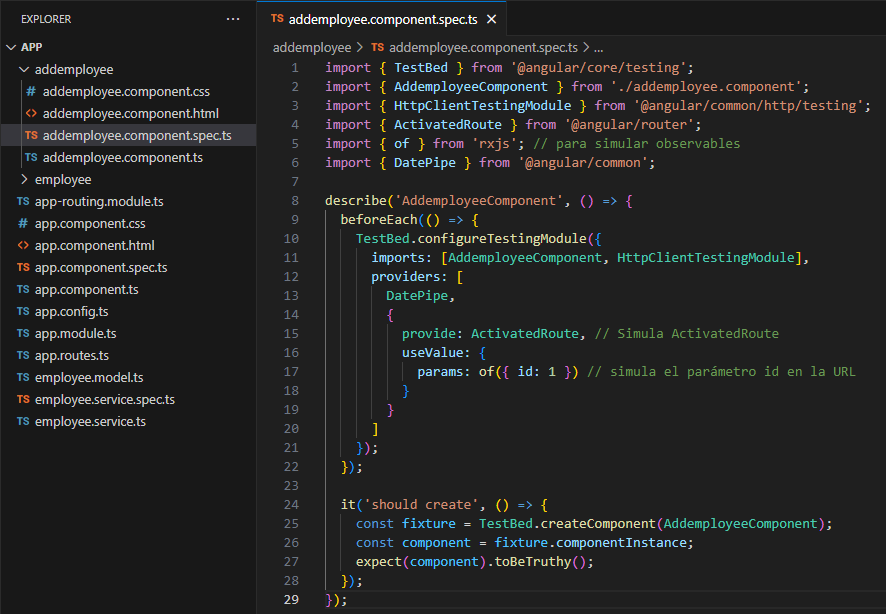 EXPLORER
...
APP
addemployee
# addemployee.component.css
<> addemployee.component.html
TS addemployee.component.spec.ts
TS addemployee.component.ts
employee
TS app-routing.module.ts
# app.component.css
<> app.component.html
TS app.component.spec.ts
TS app.component.ts
TS app.config.ts
TS app.module.ts
TS app.routes.ts
TS employee.model.ts
TS employee.service.spec.ts
TS employee.service.ts
TS addemployee.component.spec.ts
addemployee > TS addemployee.component.spec.ts > ...
1 import { TestBed } from '@angular/core/testing';
2 import { AddemployeeComponent } from './addemployee.component';
3 import { HttpClientTestingModule } from '@angular/common/http/testing';
4 import { ActivatedRoute } from '@angular/router';
5 import { of } from 'rxjs'; // para simular observables
6 import { DatePipe } from '@angular/common';
7
8 describe('AddemployeeComponent', () => {
9   beforeEach(() => {
10     TestBed.configureTestingModule({
11       imports: [AddemployeeComponent, HttpClientTestingModule],
12       providers: [
13         DatePipe,
14         {
15           provide: ActivatedRoute, // Simula ActivatedRoute
16           useValue: {
17             params: of({ id: 1 }) // simula el parámetro id en la URL
18           }
19         }
20       ]
21     });
22   });
23
24   it('should create', () => {
25     const fixture = TestBed.createComponent(AddemployeeComponent);
26     const component = fixture.componentInstance;
27     expect(component).toBeTruthy();
28   });
29 });